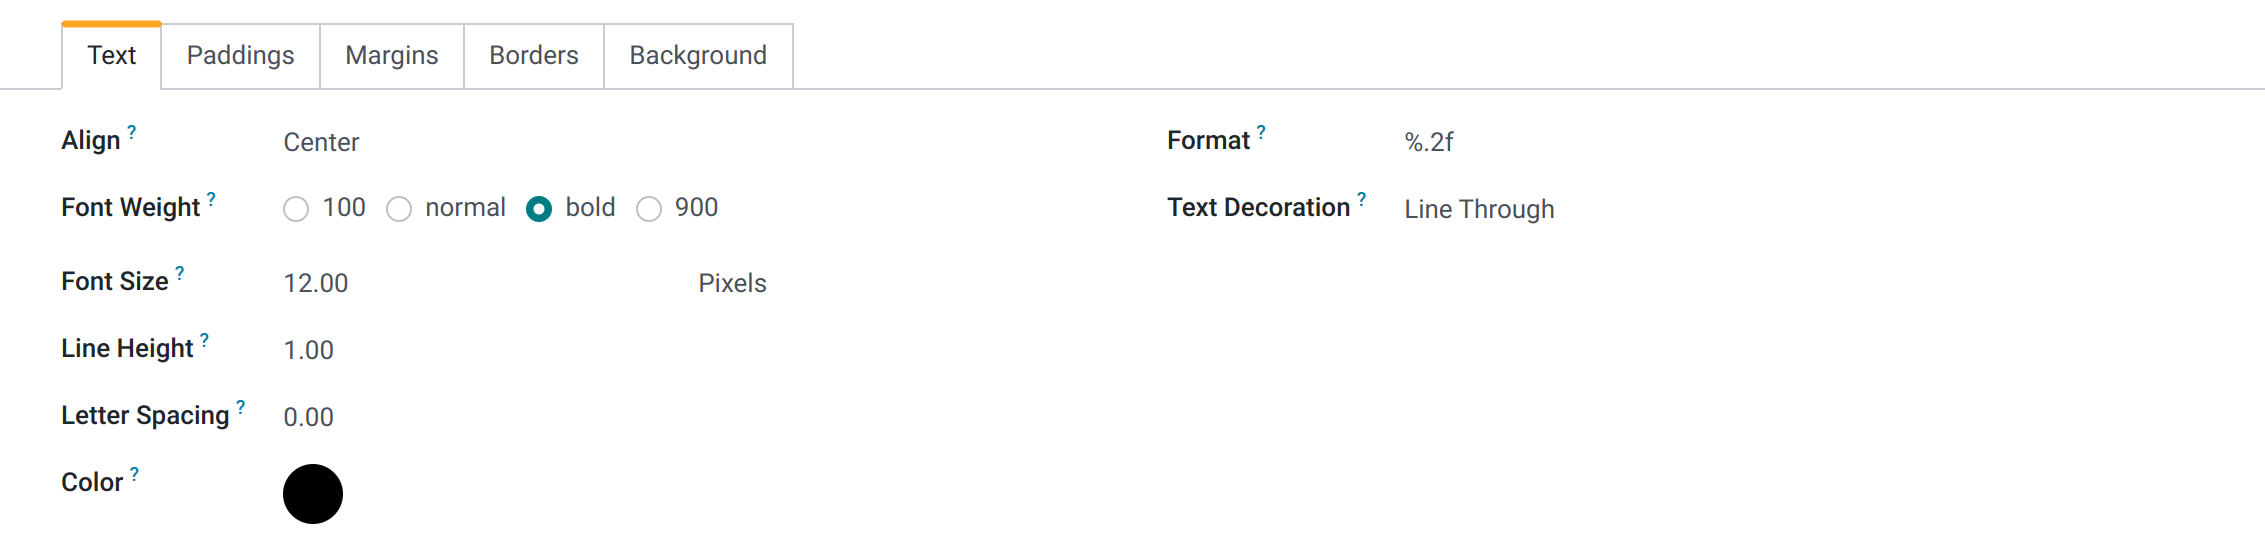 Text Paddings Margins Borders Background
Align ? Center Format ? %.2f
Font Weight ? 100 normal bold 900 Text Decoration ? Line Through
Font Size ? 12.00 Pixels
Line Height ? 1.00
Letter Spacing ? 0.00
Color ?